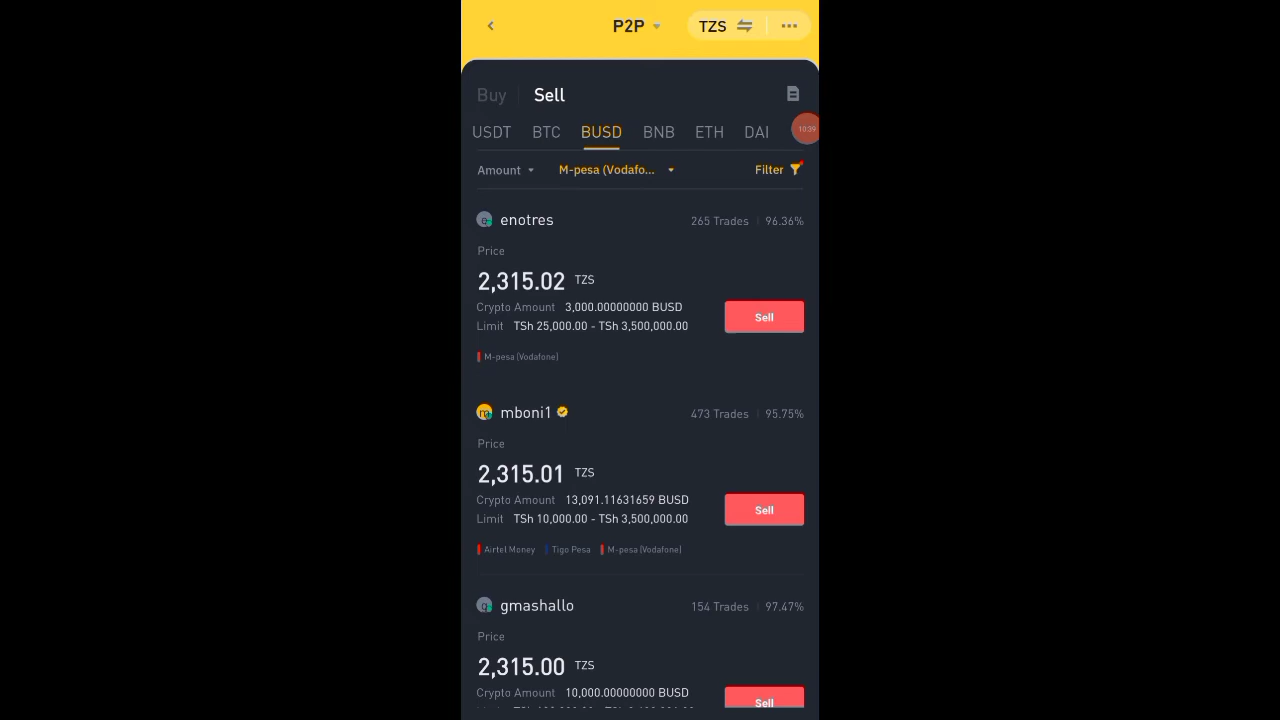 P2P TZS
Buy Sell
USDT BTC BUSD BNB ETH DAI 10:39
Amount M-pesa (Vodafo... Filter
enotres 265 Trades 96.36%
Price
2,315.02 TZS
Crypto Amount 3,000.00000000 BUSD
Sell
Limit TSh 25,000.00 - TSh 3,500,000.00
M-pesa (Vodafone)
mboni1 473 Trades 95.75%
Price
2,315.01 TZS
Crypto Amount 13,091.11631659 BUSD
Sell
Limit TSh 10,000.00 - TSh 3,500,000.00
Airtel Money Tigo Pesa M-pesa (Vodafone)
gmashallo 154 Trades 97.47%
Price
2,315.00 TZS
Crypto Amount 10,000.00000000 BUSD
Sell